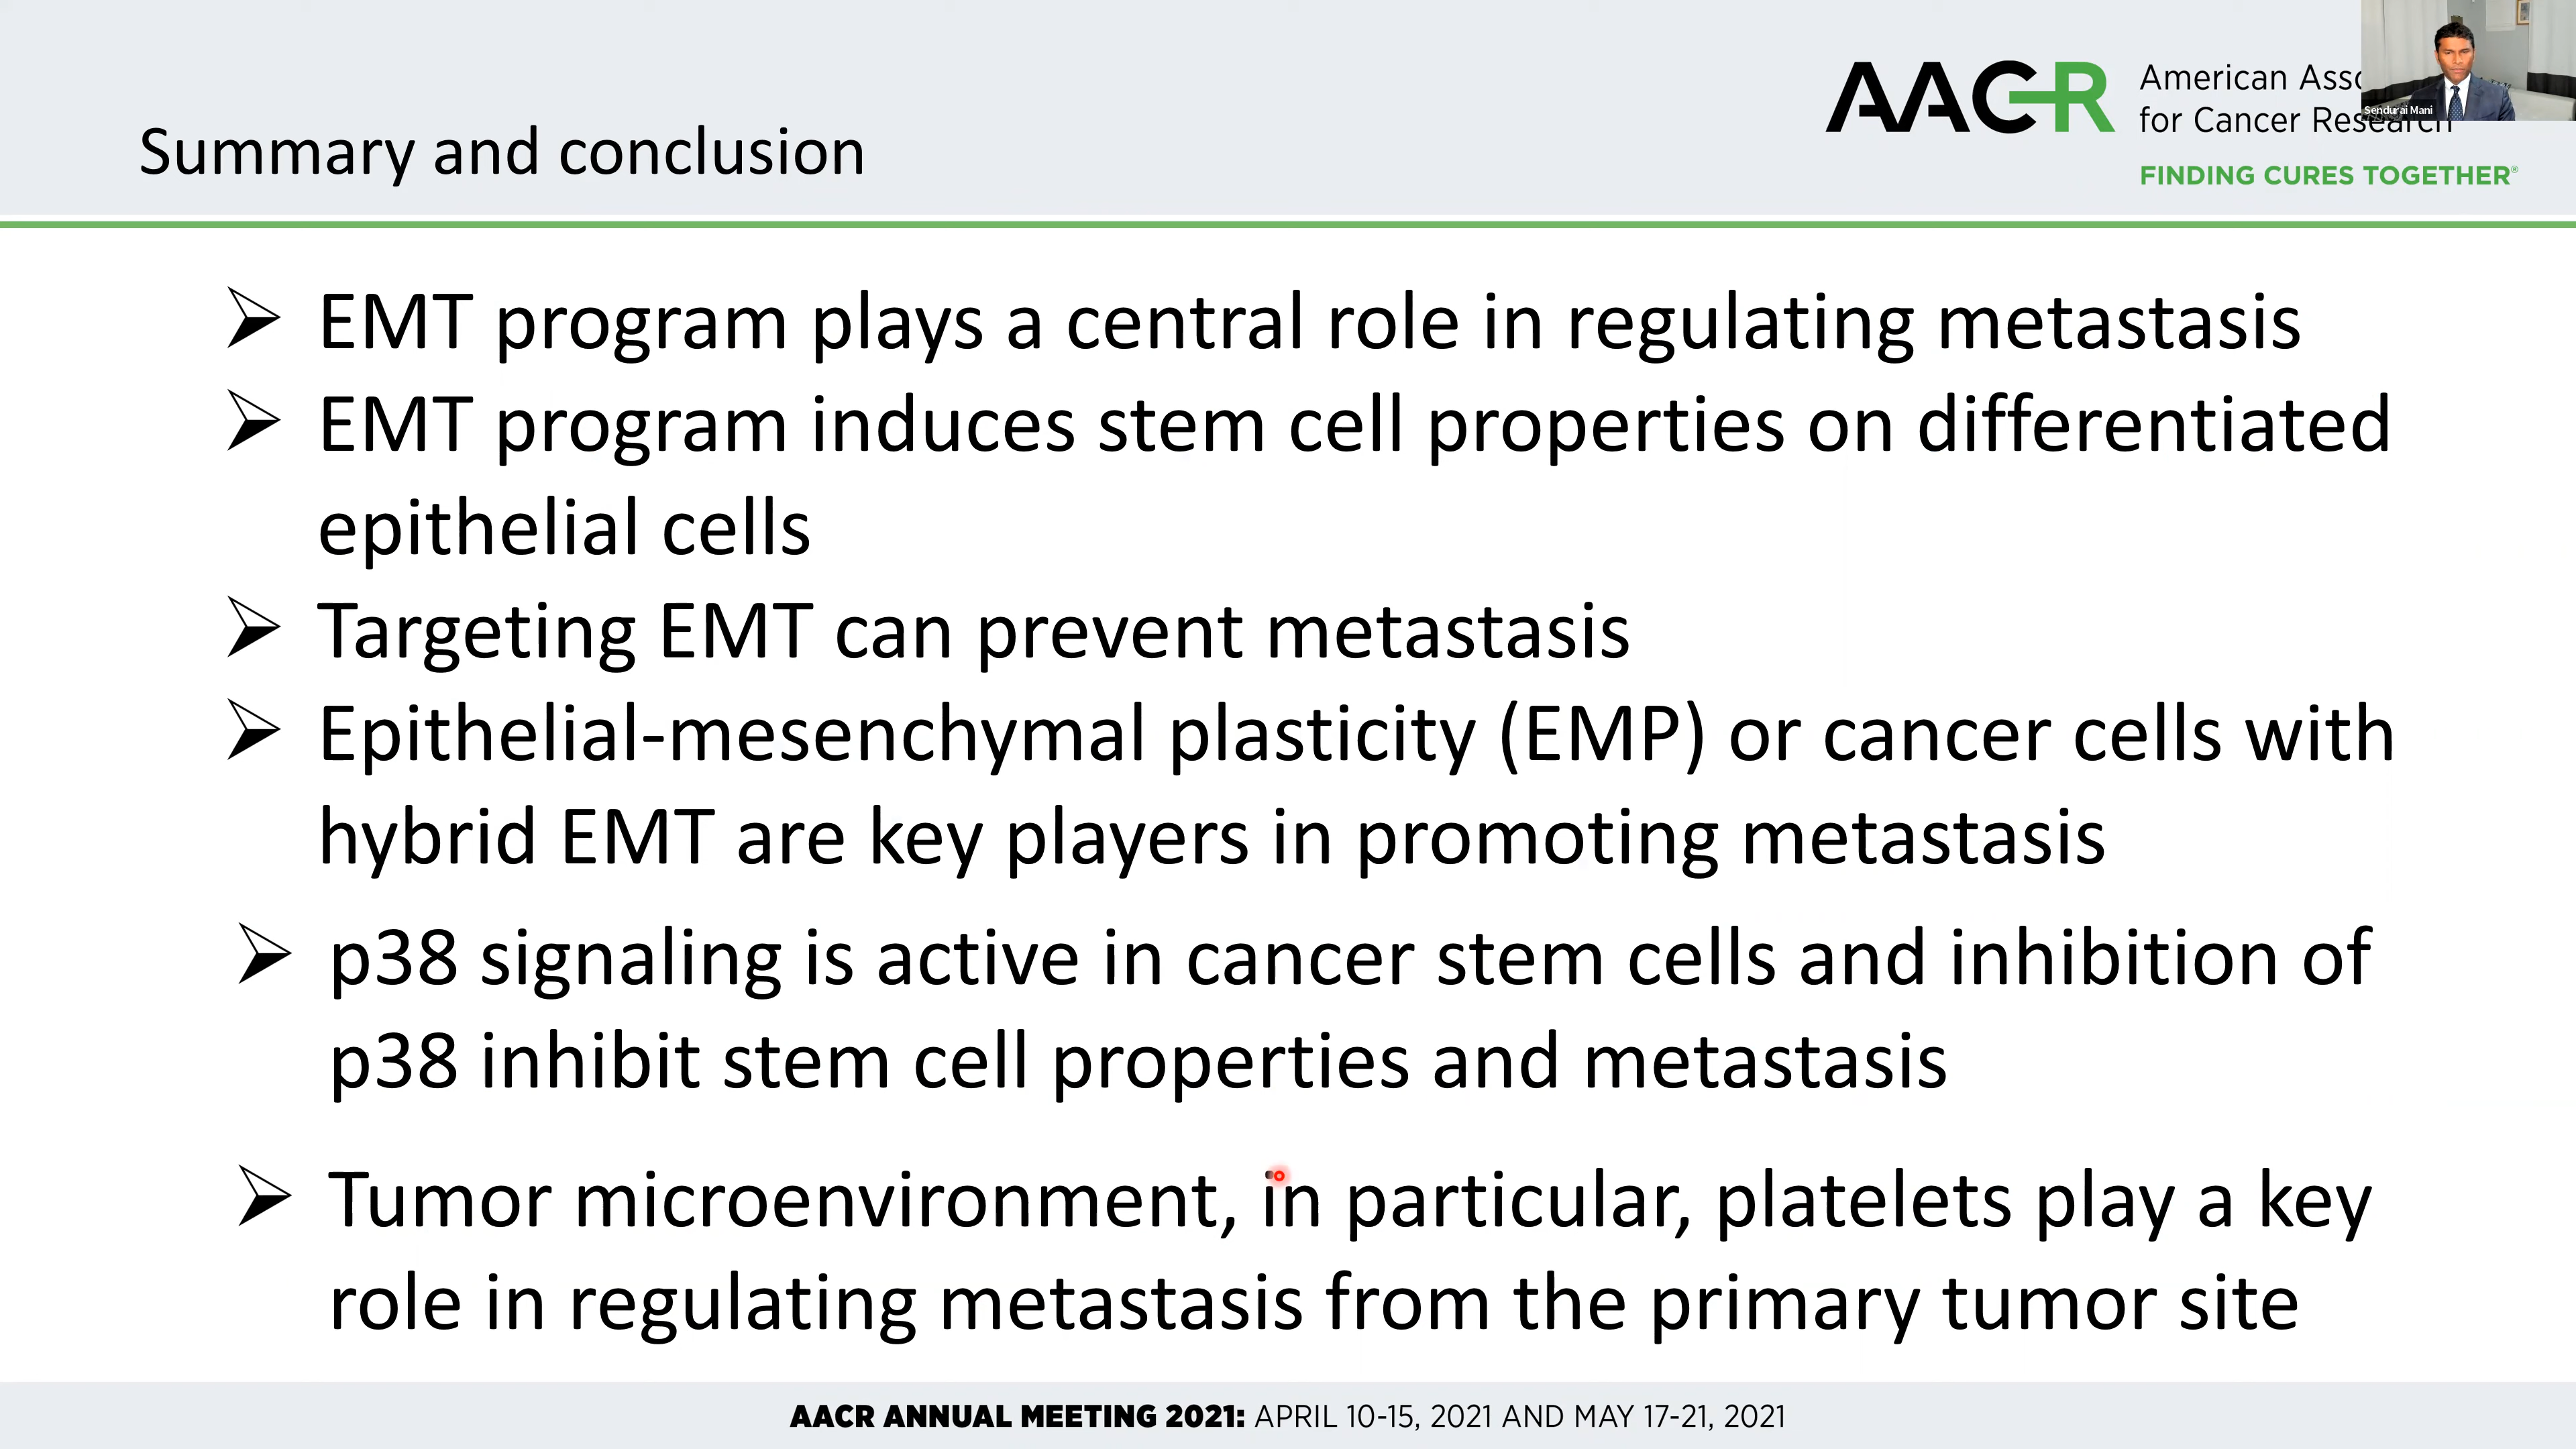 Summary and conclusion
AACR
American Asso
for Cancer Research
FINDING CURES TOGETHER®
Sendurai Mani
EMT program plays a central role in regulating metastasis
EMT program induces stem cell properties on differentiated
epithelial cells
Targeting EMT can prevent metastasis
Epithelial-mesenchymal plasticity (EMP) or cancer cells with
hybrid EMT are key players in promoting metastasis
p38 signaling is active in cancer stem cells and inhibition of
p38 inhibit stem cell properties and metastasis
Tumor microenvironment, in particular, platelets play a key
role in regulating metastasis from the primary tumor site
AACR ANNUAL MEETING 2021: APRIL 10-15, 2021 AND MAY 17-21, 2021